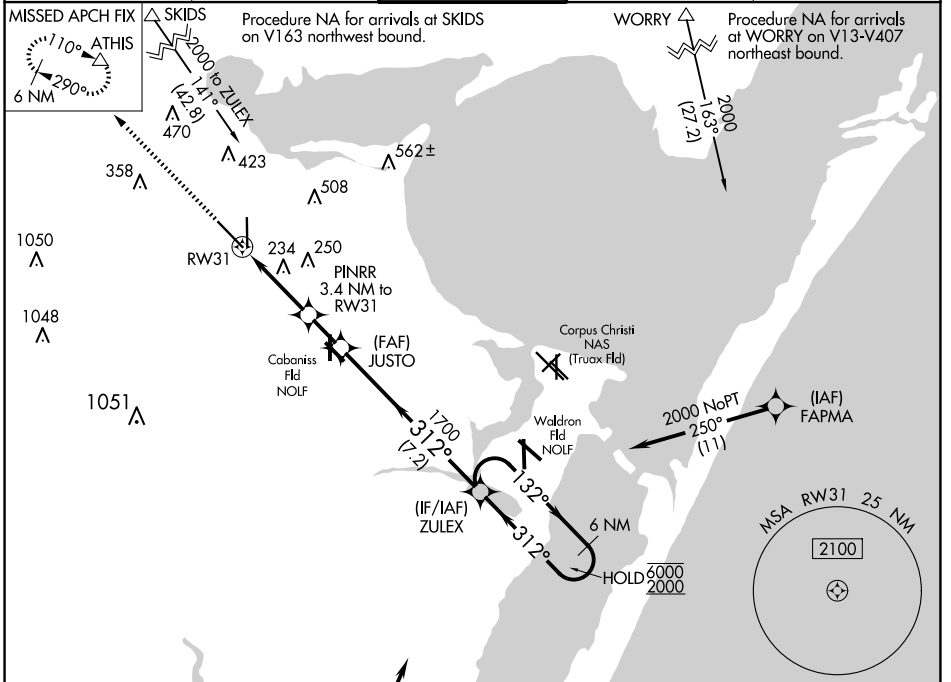 MISSED APCH FIX
110°
ATHIS
290°
6 NM
SKIDS
2000 to ZULEX
141°
(42.8)
Procedure NA for arrivals at SKIDS
on V163 northwest bound.
WORRY
2000
163°
(27.2)
Procedure NA for arrivals
at WORRY on V13-V407
northeast bound.
470
423
562±
358
508
1050
RW31
234
250
PINRR
3.4 NM to
RW31
1048
(FAF)
JUSTO
Cabaniss
Fld
NOLF
Corpus Christi
NAS
(Truax Fld)
1051
1700
312°
(7.2)
Waldron
Fld
NOLF
2000 NoPT
250°
(11)
(IAF)
FAPMA
132°
(IF/IAF)
ZULEX
312°
6 NM
HOLD 6000
2000
MSA RW31 25 NM
2100